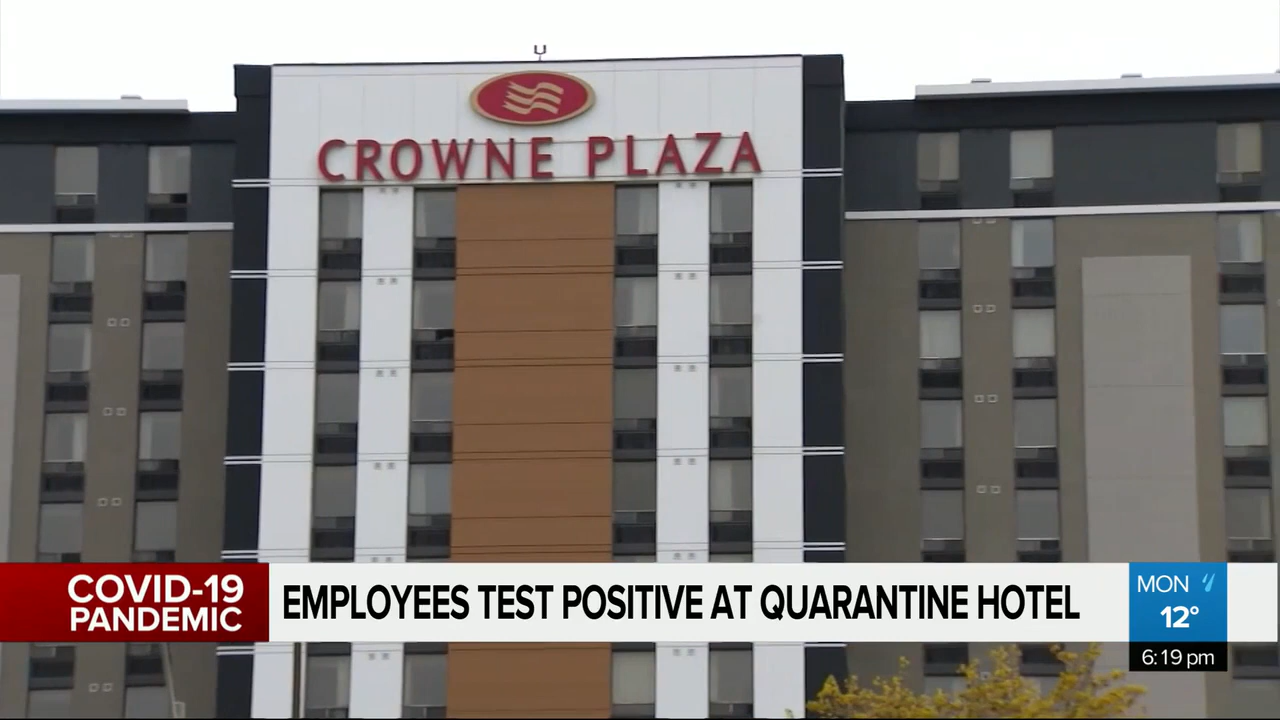 CROWNE PLAZA
COVID-19
PANDEMIC
EMPLOYEES TEST POSITIVE AT QUARANTINE HOTEL
MON
12°
6:19 pm